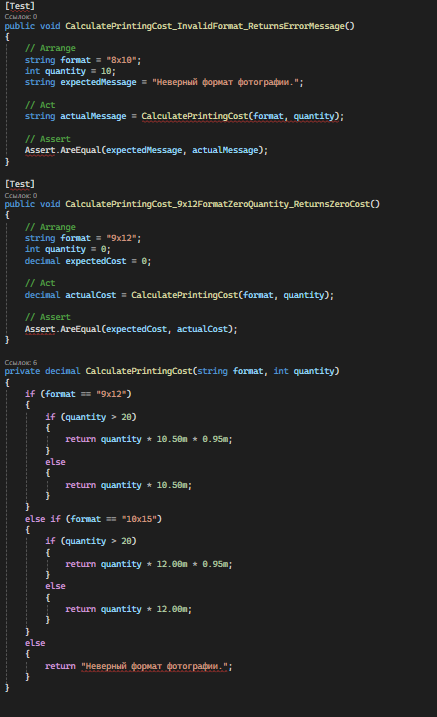 [Test]
Ссылок: 0
public void CalculatePrintingCost_InvalidFormat_ReturnsErrorMessage()
{
// Arrange
string format = "8x10";
int quantity = 10;
string expectedMessage = "Неверный формат фотографии.";
// Act
string actualMessage = CalculatePrintingCost(format, quantity);
// Assert
Assert.AreEqual(expectedMessage, actualMessage);
}
[Test]
Ссылок: 0
public void CalculatePrintingCost_9x12FormatZeroQuantity_ReturnsZeroCost()
{
// Arrange
string format = "9x12";
int quantity = 0;
decimal expectedCost = 0;
// Act
decimal actualCost = CalculatePrintingCost(format, quantity);
// Assert
Assert.AreEqual(expectedCost, actualCost);
}
Ссылок: 6
private decimal CalculatePrintingCost(string format, int quantity)
{
if (format == "9x12")
{
if (quantity > 20)
{
return quantity * 10.50m * 0.95m;
}
else
{
return quantity * 10.50m;
}
}
else if (format == "10x15")
{
if (quantity > 20)
{
return quantity * 12.00m * 0.95m;
}
else
{
return quantity * 12.00m;
}
}
else
{
return "Неверный формат фотографии.";
}
}